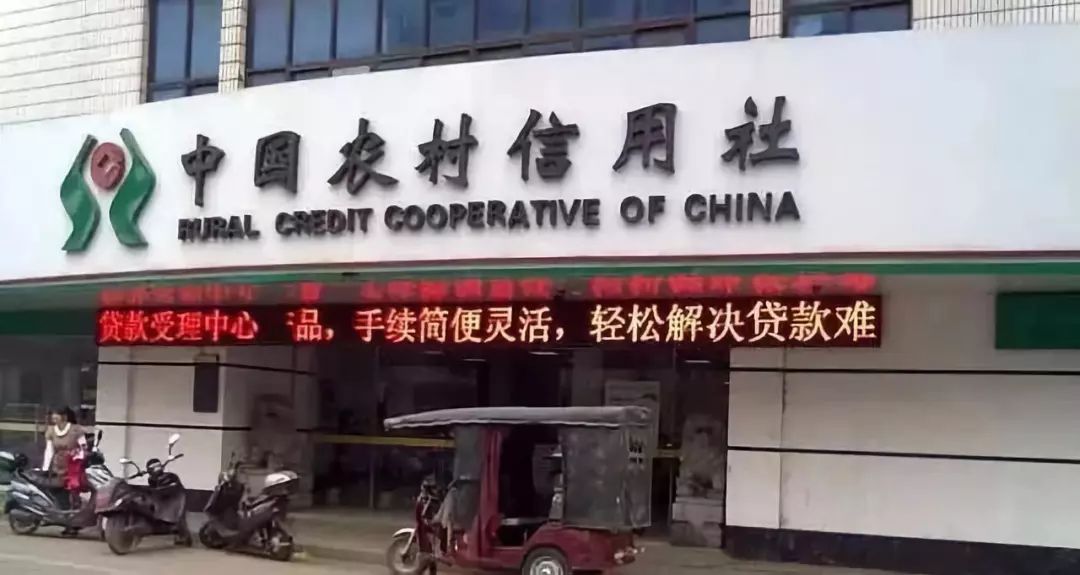 中国农村信用社
RURAL CREDIT COOPERATIVE OF CHINA
贷款受理中心 产品，手续简便灵活，轻松解决贷款难